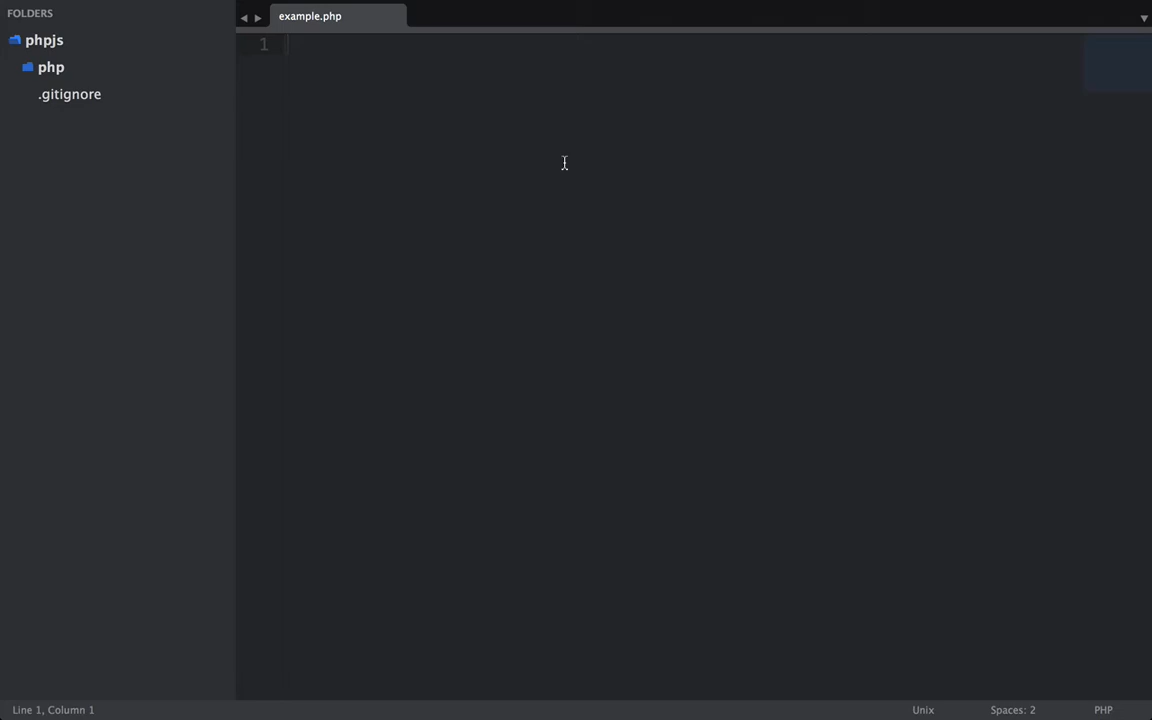 FOLDERS
phpjs
php
.gitignore
example.php
1
Line 1, Column 1
Unix
Spaces: 2
PHP